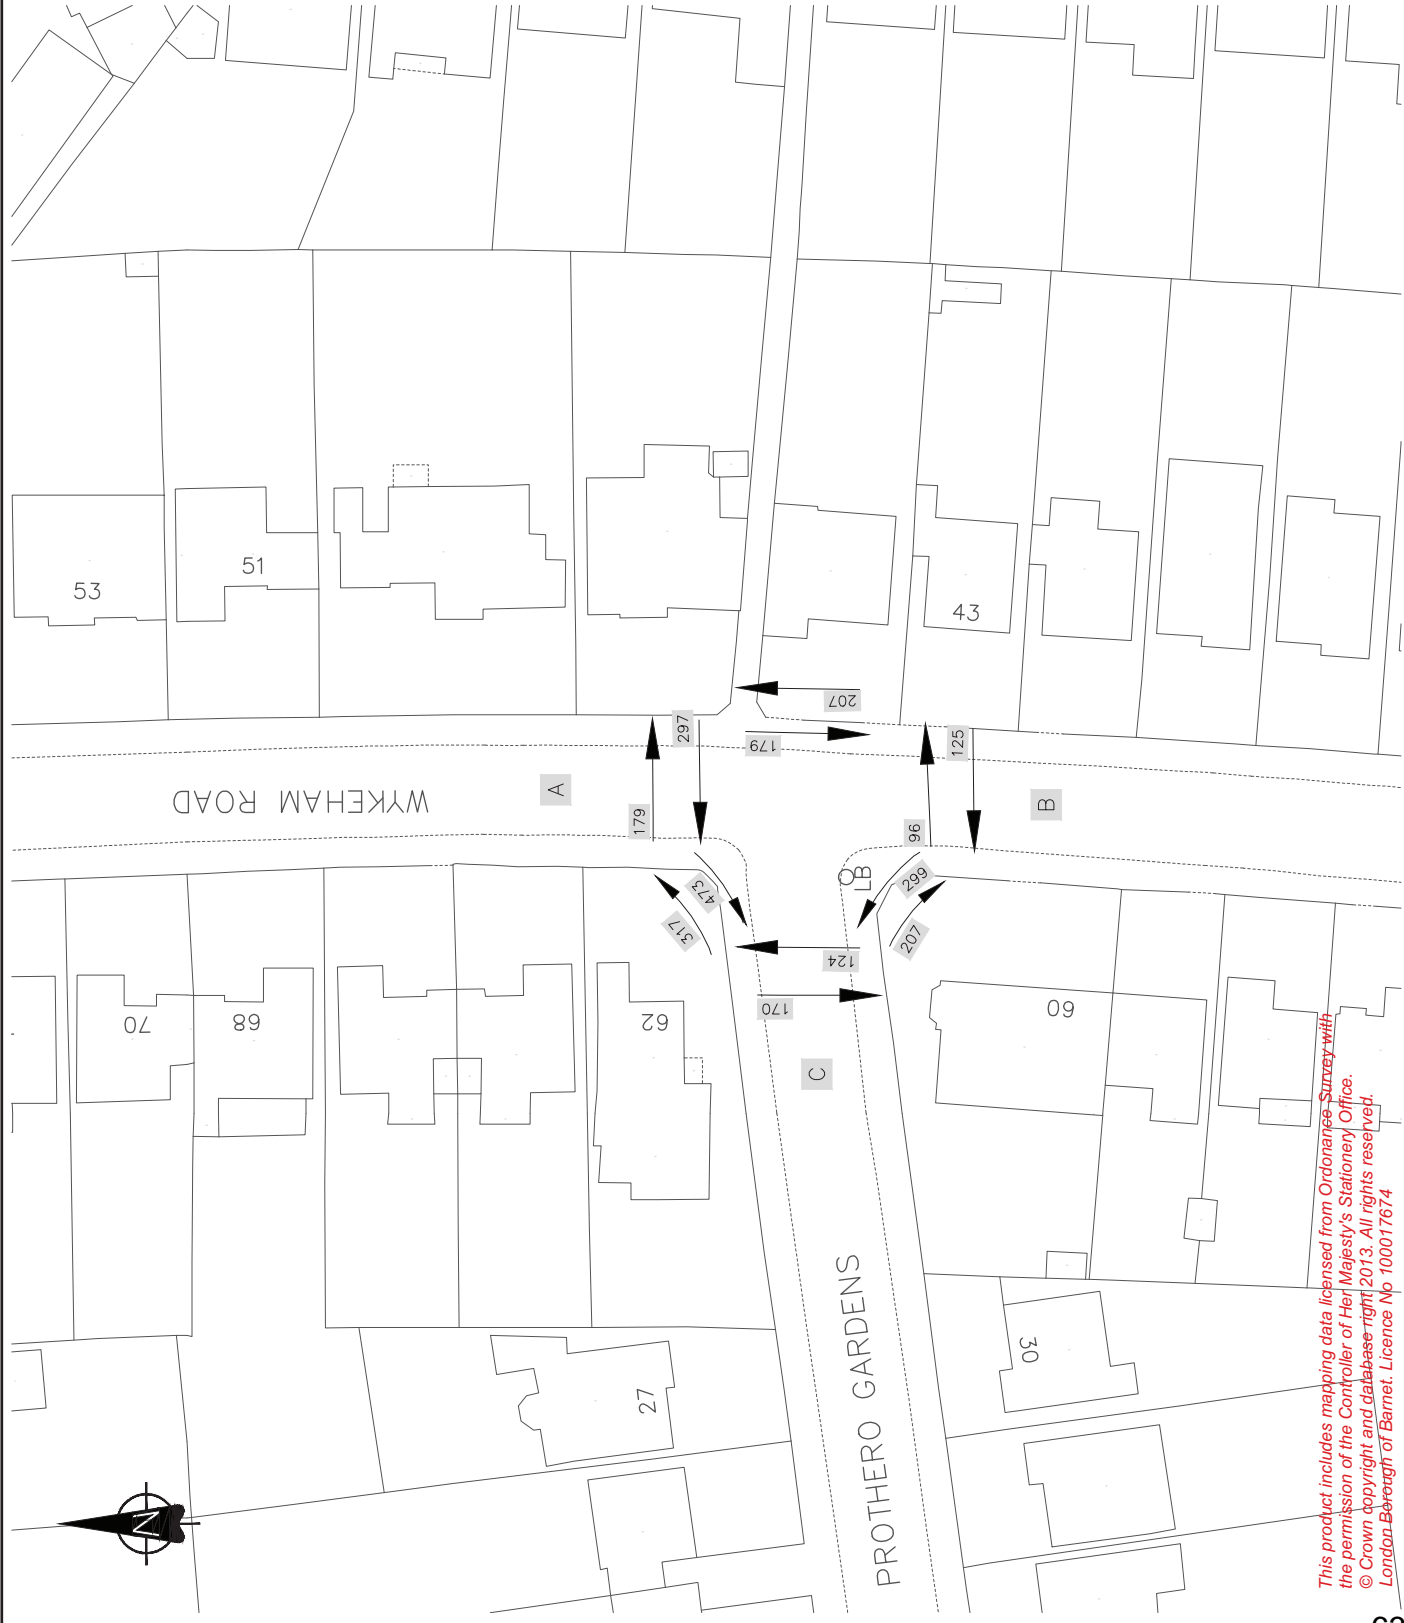 53
51
43
207
297
179
125
WYKEHAM ROAD
A
B
179
96
LB
473
299
317
207
124
170
70
68
62
60
C
PROTHERO GARDENS
27
30
N
This product includes mapping data licensed from Ordonance Survey with
the permission of the Controller of Her Majesty's Stationery Office.
© Crown copyright and database right 2013. All rights reserved.
London Borough of Barnet. Licence No 100017674